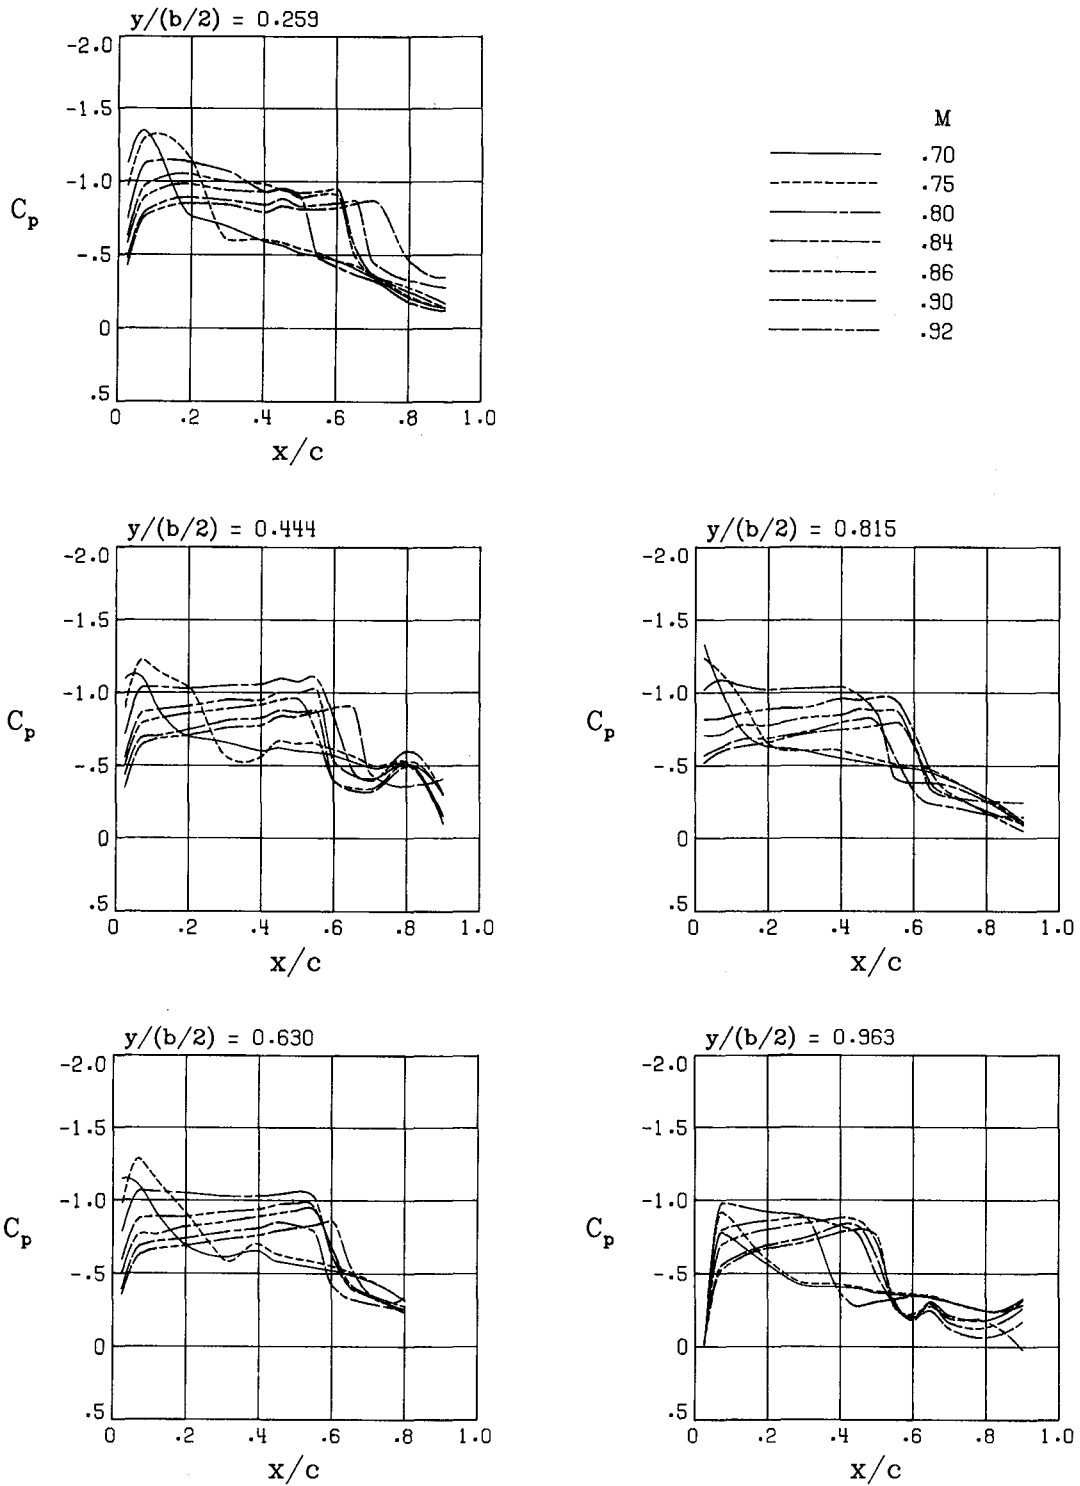 y/(b/2) = 0.259
-2.0
-1.5
-1.0
-.5
0
.5
C_p
0 .2 .4 .6 .8 1.0
x/c
M
.70
.75
.80
.84
.86
.90
.92
y/(b/2) = 0.444
-2.0
-1.5
-1.0
-.5
0
.5
C_p
0 .2 .4 .6 .8 1.0
x/c
y/(b/2) = 0.815
-2.0
-1.5
-1.0
-.5
0
.5
C_p
0 .2 .4 .6 .8 1.0
x/c
y/(b/2) = 0.630
-2.0
-1.5
-1.0
-.5
0
.5
C_p
0 .2 .4 .6 .8 1.0
x/c
y/(b/2) = 0.963
-2.0
-1.5
-1.0
-.5
0
.5
C_p
0 .2 .4 .6 .8 1.0
x/c